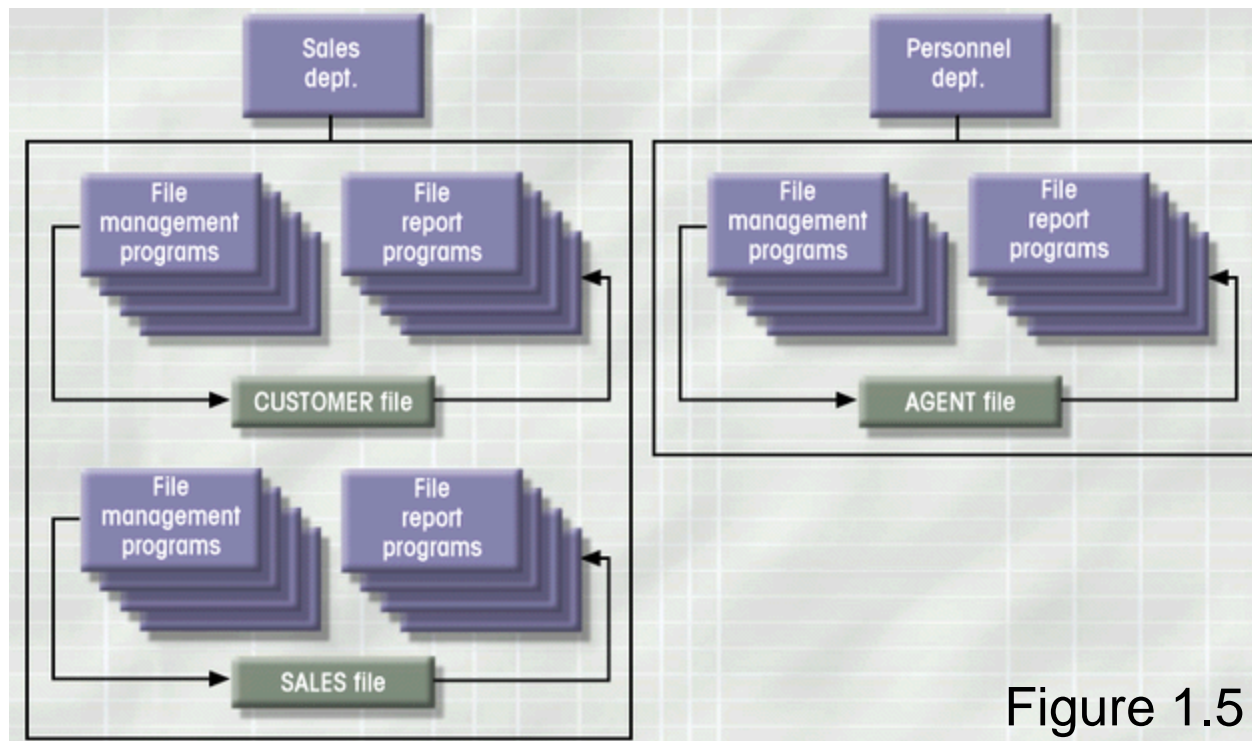 Sales
dept.
Personnel
dept.
File
management
programs
File
report
programs
File
management
programs
File
report
programs
CUSTOMER file
AGENT file
File
management
programs
File
report
programs
SALES file
Figure 1.5